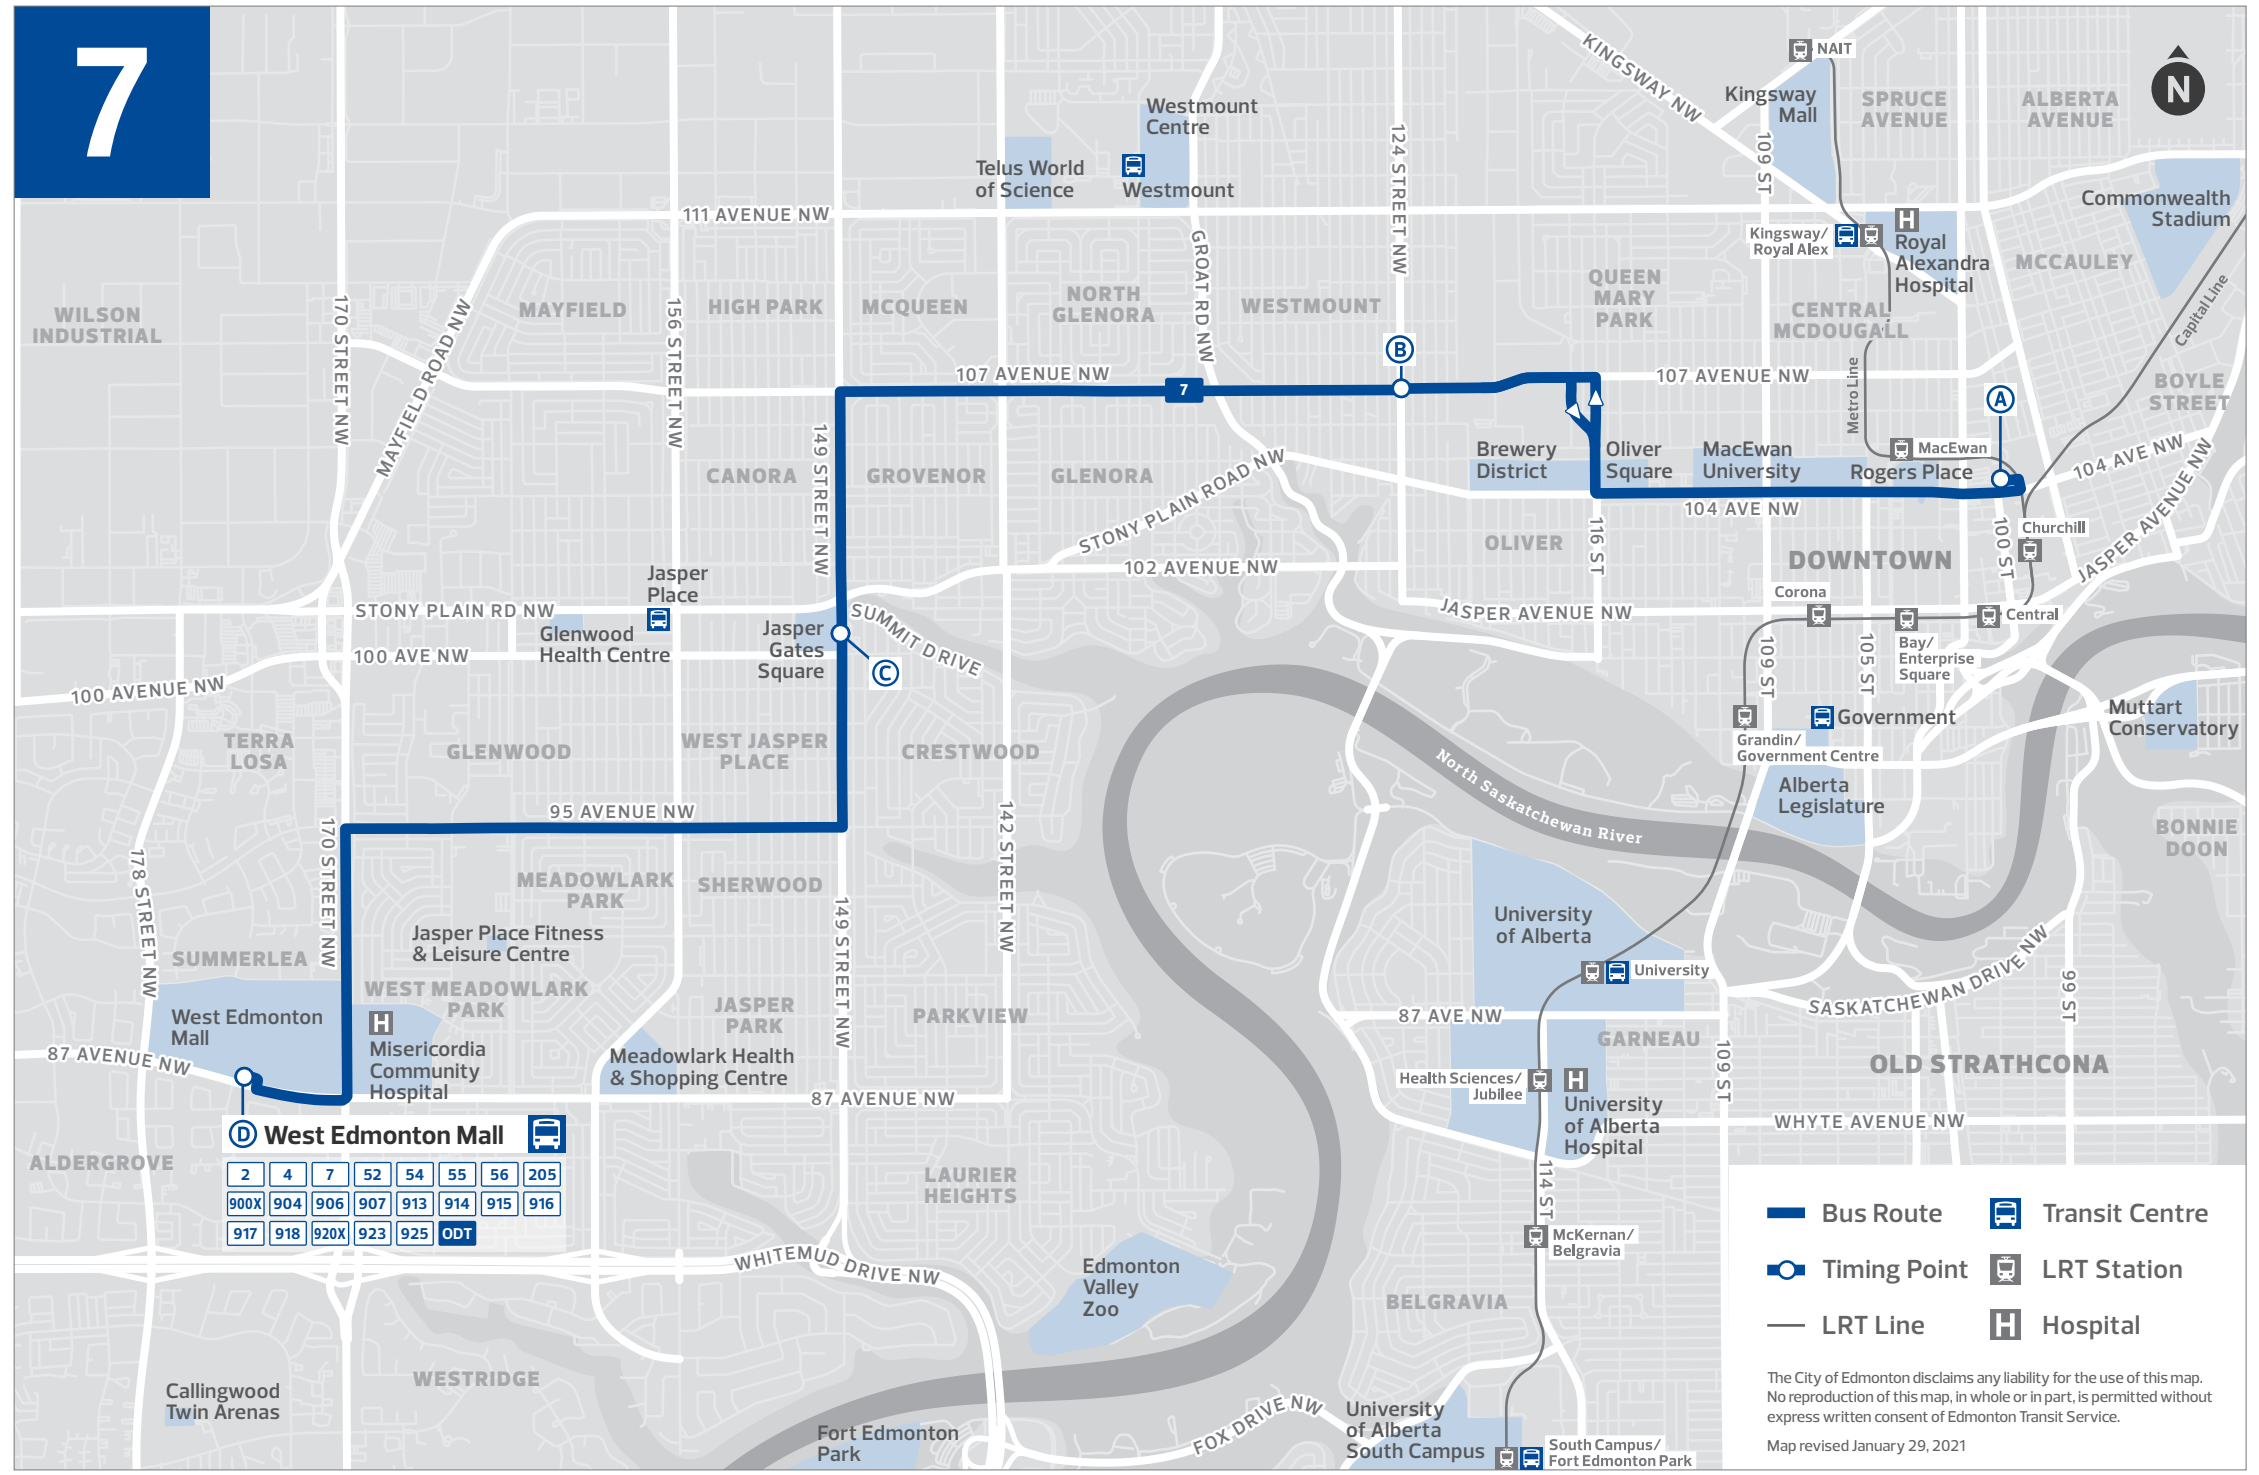 7
N
NAIT
KINGSWAY NW
Kingsway
Mall
SPRUCE
AVENUE
ALBERTA
AVENUE
Westmount
Centre
Telus World
of Science
Westmount
124 STREET NW
109 ST
Commonwealth
Stadium
111 AVENUE NW
GROAT RD NW
Kingsway/
Royal Alex
H
Royal
Alexandra
Hospital
MCCAULEY
Capital Line
WILSON
INDUSTRIAL
170 STREET NW
MAYFIELD ROAD NW
MAYFIELD
156 STREET NW
HIGH PARK
MCQUEEN
NORTH
GLENORA
WESTMOUNT
QUEEN
MARY
PARK
CENTRAL
MCDOUGALL
B
107 AVENUE NW
7
107 AVENUE NW
Metro Line
A
BOYLE
STREET
149 STREET NW
CANORA
GROVENOR
GLENORA
STONY PLAIN ROAD NW
Brewery
District
Oliver
Square
MacEwan
University
MacEwan
Rogers Place
104 AVE NW
104 AVE NW
JASPER AVENUE NW
OLIVER
116 ST
DOWNTOWN
100 ST
Churchill
Jasper
Place
102 AVENUE NW
Corona
STONY PLAIN RD NW
Glenwood
Health Centre
Jasper
Gates
Square
SUMMIT DRIVE
C
JASPER AVENUE NW
Central
109 ST
105 ST
Bay/
Enterprise
Square
100 AVE NW
100 AVENUE NW
Government
Grandin/
Government Centre
Muttart
Conservatory
TERRA
LOSA
GLENWOOD
WEST JASPER
PLACE
CRESTWOOD
North Saskatchewan River
Alberta
Legislature
95 AVENUE NW
170 STREET NW
178 STREET NW
142 STREET NW
BONNIE
DOON
MEADOWLARK
PARK
SHERWOOD
149 STREET NW
Jasper Place Fitness
& Leisure Centre
University
of Alberta
SUMMERLEA
University
SASKATCHEWAN DRIVE NW
99 ST
WEST MEADOWLARK
PARK
West Edmonton
Mall
H
Misericordia
Community
Hospital
JASPER
PARK
PARKVIEW
87 AVE NW
GARNEAU
109 ST
OLD STRATHCONA
87 AVENUE NW
Meadowlark Health
& Shopping Centre
87 AVENUE NW
Health Sciences/
Jubilee
H
University
of Alberta
Hospital
WHYTE AVENUE NW
D West Edmonton Mall
2 4 7 52 54 55 56 205
900X 904 906 907 913 914 915 916
917 918 920X 923 925 ODT
ALDERGROVE
LAURIER
HEIGHTS
114 ST
McKernan/
Belgravia
WHITEMUD DRIVE NW
Edmonton
Valley
Zoo
BELGRAVIA
WESTRIDGE
Callingwood
Twin Arenas
Fort Edmonton
Park
FOX DRIVE NW
University
of Alberta
South Campus
South Campus/
Fort Edmonton Park
Bus Route
Transit Centre
Timing Point
LRT Station
LRT Line
H Hospital
The City of Edmonton disclaims any liability for the use of this map.
No reproduction of this map, in whole or in part, is permitted without
express written consent of Edmonton Transit Service.
Map revised January 29, 2021